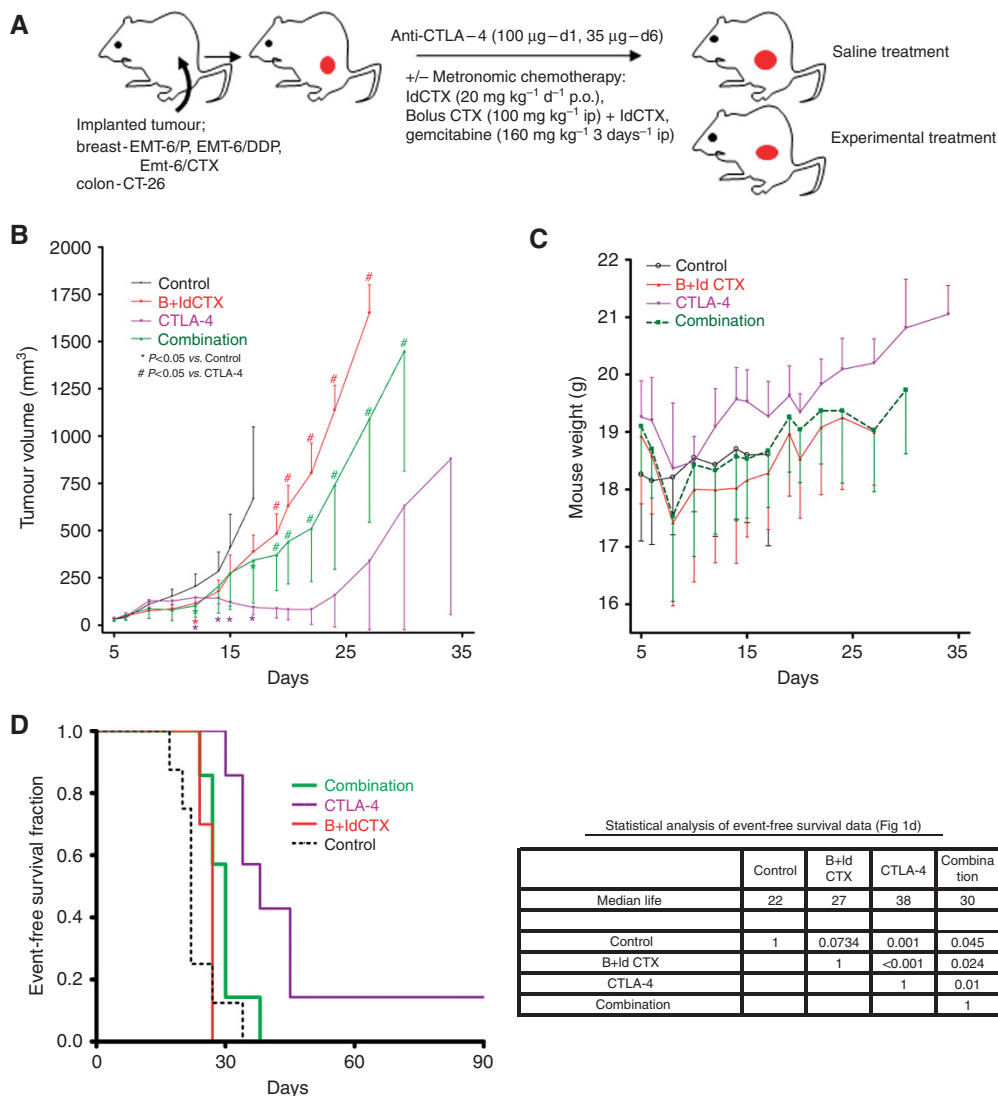 A
Implanted tumour;
breast-EMT-6/P, EMT-6/DDP,
Emt-6/CTX
colon-CT-26
Anti-CTLA–4 (100 µg–d1, 35 µg–d6)
+/– Metronomic chemotherapy:
ldCTX (20 mg kg⁻¹ d⁻¹ p.o.),
Bolus CTX (100 mg kg⁻¹ ip) + ldCTX,
gemcitabine (160 mg kg⁻¹ 3 days⁻¹ ip)
Saline treatment
Experimental treatment
B
Tumour volume (mm³)
2000
1750
1500
1250
1000
750
500
250
0
Control
B+ldCTX
CTLA-4
Combination
* P<0.05 vs. Control
# P<0.05 vs. CTLA-4
# # # # # #
# # # # # #
* * * * * * *
5 15 25 35
Days
C
Mouse weight (g)
22
21
20
19
18
17
16
Control
B+ld CTX
CTLA-4
Combination
5 15 25 35
Days
D
Event-free survival fraction
1.0
0.8
0.6
0.4
0.2
0.0
Combination
CTLA-4
B+ldCTX
Control
0 30 60 90
Days
Statistical analysis of event-free survival data (Fig 1d)
Control B+ld CTX CTLA-4 Combina tion
Median life 22 27 38 30
Control 1 0.0734 0.001 0.045
B+ld CTX 1 <0.001 0.024
CTLA-4 1 0.01
Combination 1